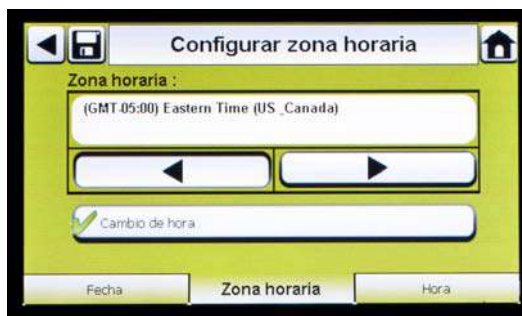 Configurar zona horaria
Zona horaria :
(GMT-05:00) Eastern Time (US _Canada)
Cambio de hora
Fecha
Zona horaria
Hora